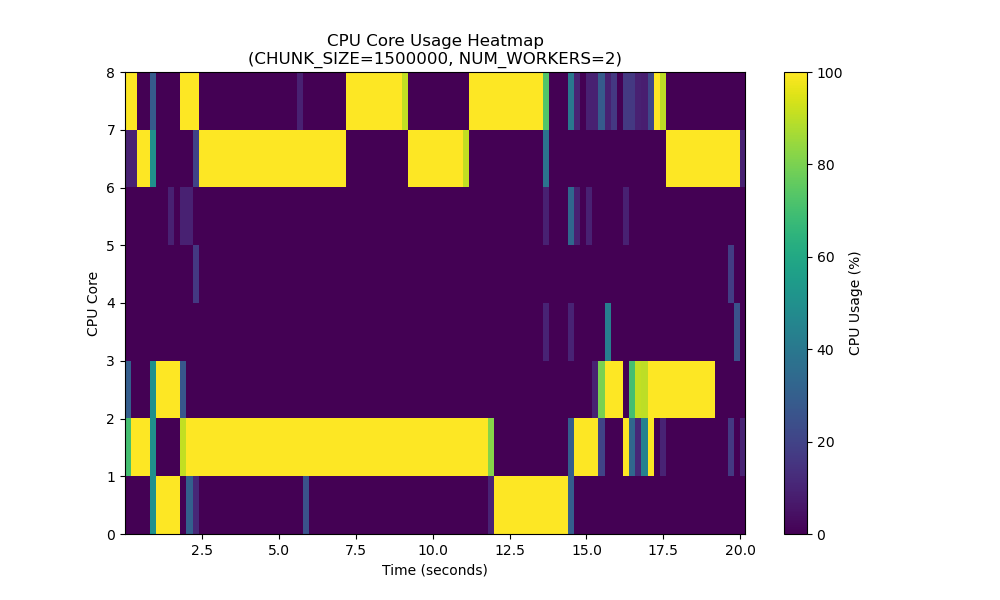 CPU Core Usage Heatmap
(CHUNK_SIZE=1500000, NUM_WORKERS=2)
8
7
6
5
4
3
2
1
0
CPU Core
2.5 5.0 7.5 10.0 12.5 15.0 17.5 20.0
Time (seconds)
100
80
60
40
20
0
CPU Usage (%)